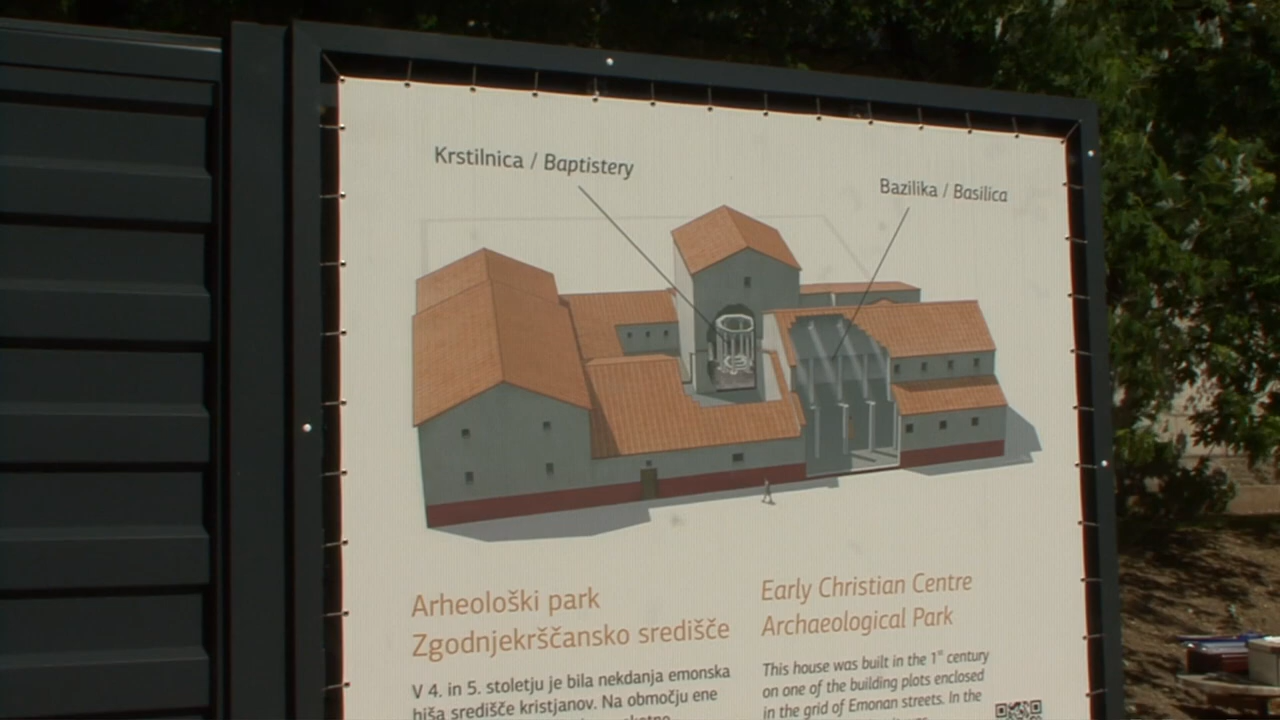 Krstilnica / Baptistery
Bazilika / Basilica
Arheološki park
Zgodnjekrščansko središče
V 4. in 5. stoletju je bila nekdanja emonska
hiša središče kristjanov. Na območju ene
Early Christian Centre
Archaeological Park
This house was built in the 1st century
on one of the building plots enclosed
in the grid of Emonan streets. In the